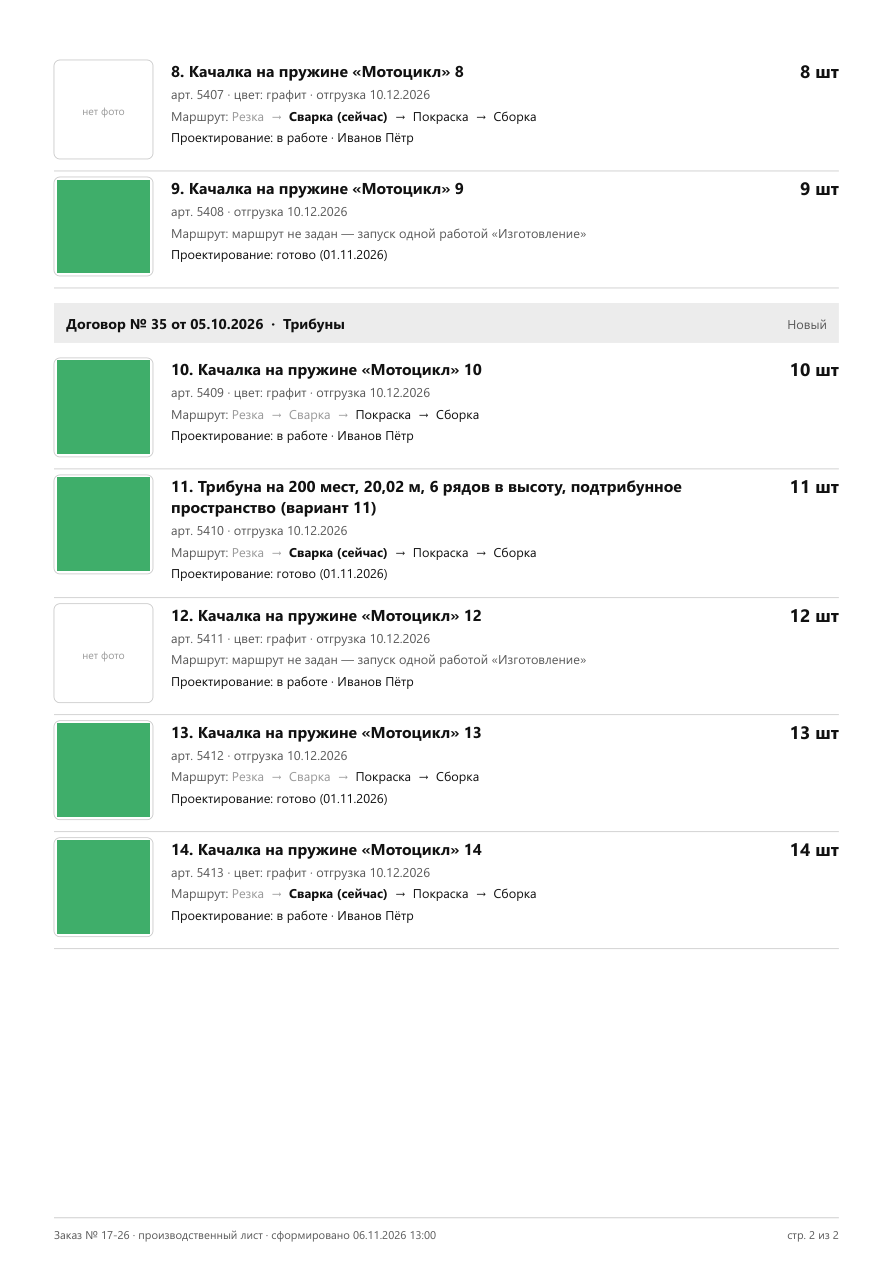 нет фото
8. Качалка на пружине «Мотоцикл» 8
8 шт
арт. 5407 · цвет: графит · отгрузка 10.12.2026
Маршрут: Резка → Сварка (сейчас) → Покраска → Сборка
Проектирование: в работе · Иванов Пётр
9. Качалка на пружине «Мотоцикл» 9
9 шт
арт. 5408 · отгрузка 10.12.2026
Маршрут: маршрут не задан — запуск одной работой «Изготовление»
Проектирование: готово (01.11.2026)
Договор № 35 от 05.10.2026 · Трибуны
Новый
10. Качалка на пружине «Мотоцикл» 10
10 шт
арт. 5409 · цвет: графит · отгрузка 10.12.2026
Маршрут: Резка → Сварка → Покраска → Сборка
Проектирование: в работе · Иванов Пётр
11. Трибуна на 200 мест, 20,02 м, 6 рядов в высоту, подтрибунное
пространство (вариант 11)
11 шт
арт. 5410 · отгрузка 10.12.2026
Маршрут: Резка → Сварка (сейчас) → Покраска → Сборка
Проектирование: готово (01.11.2026)
нет фото
12. Качалка на пружине «Мотоцикл» 12
12 шт
арт. 5411 · цвет: графит · отгрузка 10.12.2026
Маршрут: маршрут не задан — запуск одной работой «Изготовление»
Проектирование: в работе · Иванов Пётр
13. Качалка на пружине «Мотоцикл» 13
13 шт
арт. 5412 · отгрузка 10.12.2026
Маршрут: Резка → Сварка → Покраска → Сборка
Проектирование: готово (01.11.2026)
14. Качалка на пружине «Мотоцикл» 14
14 шт
арт. 5413 · цвет: графит · отгрузка 10.12.2026
Маршрут: Резка → Сварка (сейчас) → Покраска → Сборка
Проектирование: в работе · Иванов Пётр
Заказ № 17-26 · производственный лист · сформировано 06.11.2026 13:00
стр. 2 из 2